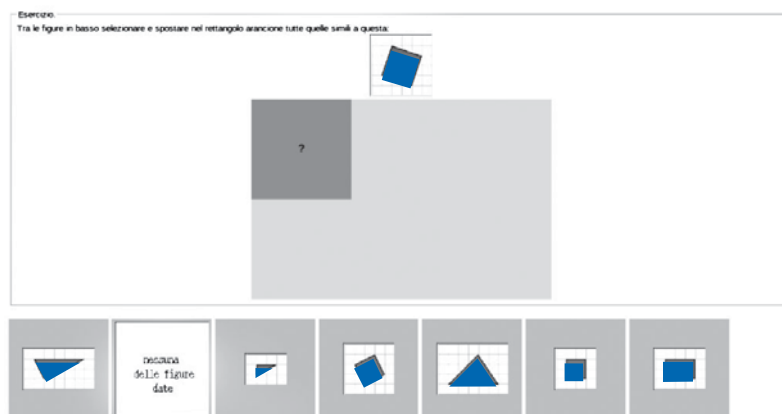 Esercizio.
Tra le figure in basso selezionare e spostare nel rettangolo arancione tutte quelle simili a questa:
?
nessuna
delle figure
date